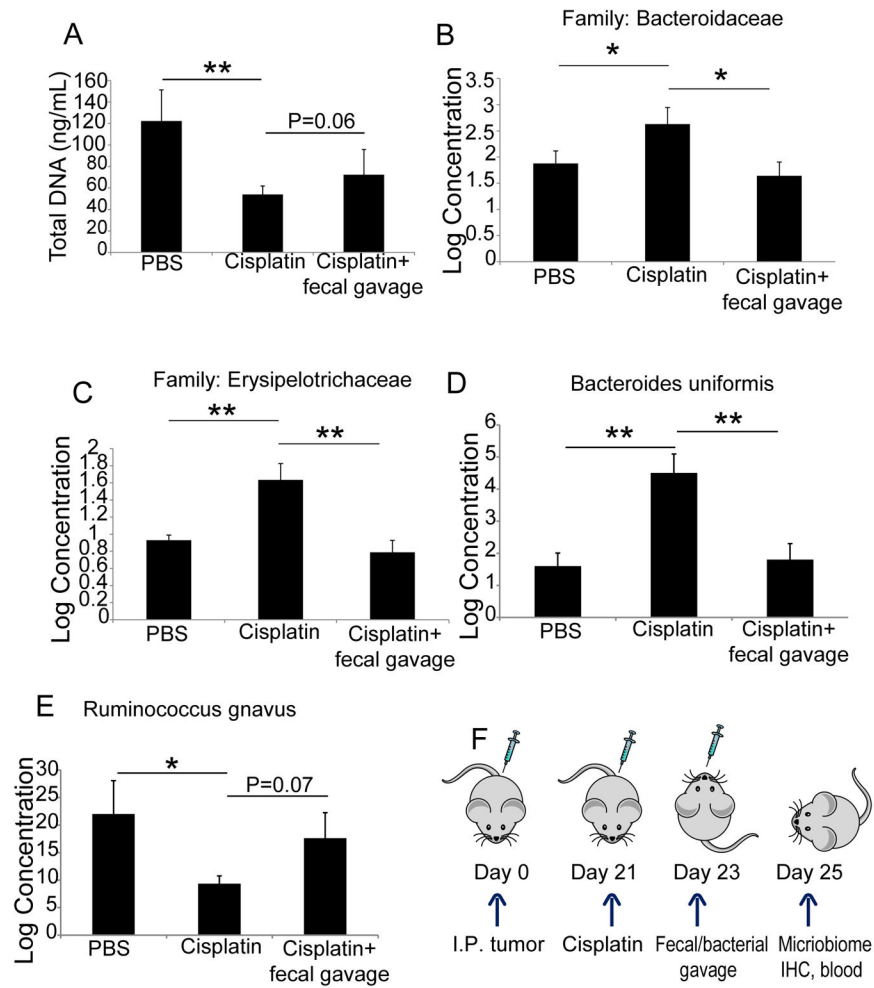 A
**
P=0.06
Total DNA (ng/mL)
160
140
120
100
80
60
40
20
0
PBS
Cisplatin
Cisplatin+
fecal gavage
B
Family: Bacteroidaceae
*
*
Log Concentration
3.5
3
2
1.5
1
0.5
0
PBS
Cisplatin
Cisplatin+
fecal gavage
C
Family: Erysipelotrichaceae
**
**
Log Concentration
2
1.8
1.6
1.4
1.2
1
0.8
0.6
0.4
0.2
0
PBS
Cisplatin
Cisplatin+
fecal gavage
D
Bacteroides uniformis
**
**
Log Concentration
6
5
4
3
2
1
0
PBS
Cisplatin
Cisplatin+
fecal gavage
E
Ruminococcus gnavus
*
P=0.07
Log Concentration
30
25
20
15
10
5
0
PBS
Cisplatin
Cisplatin+
fecal gavage
F
Day 0
Day 21
Day 23
Day 25
I.P. tumor
Cisplatin
Fecal/bacterial
gavage
Micriobiome
IHC, blood